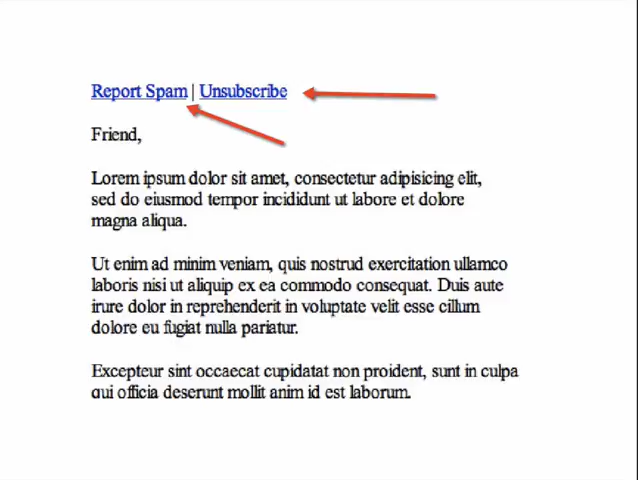 Report Spam | Unsubscribe
Friend,
Lorem ipsum dolor sit amet, consectetur adipisicing elit,
sed do eiusmod tempor incididunt ut labore et dolore
magna aliqua.
Ut enim ad minim veniam, quis nostrud exercitation ullamco
laboris nisi ut aliquip ex ea commodo consequat. Duis aute
irure dolor in reprehenderit in voluptate velit esse cillum
dolore eu fugiat nulla pariatur.
Excepteur sint occaecat cupidatat non proident, sunt in culpa
qui officia deserunt mollit anim id est laborum.